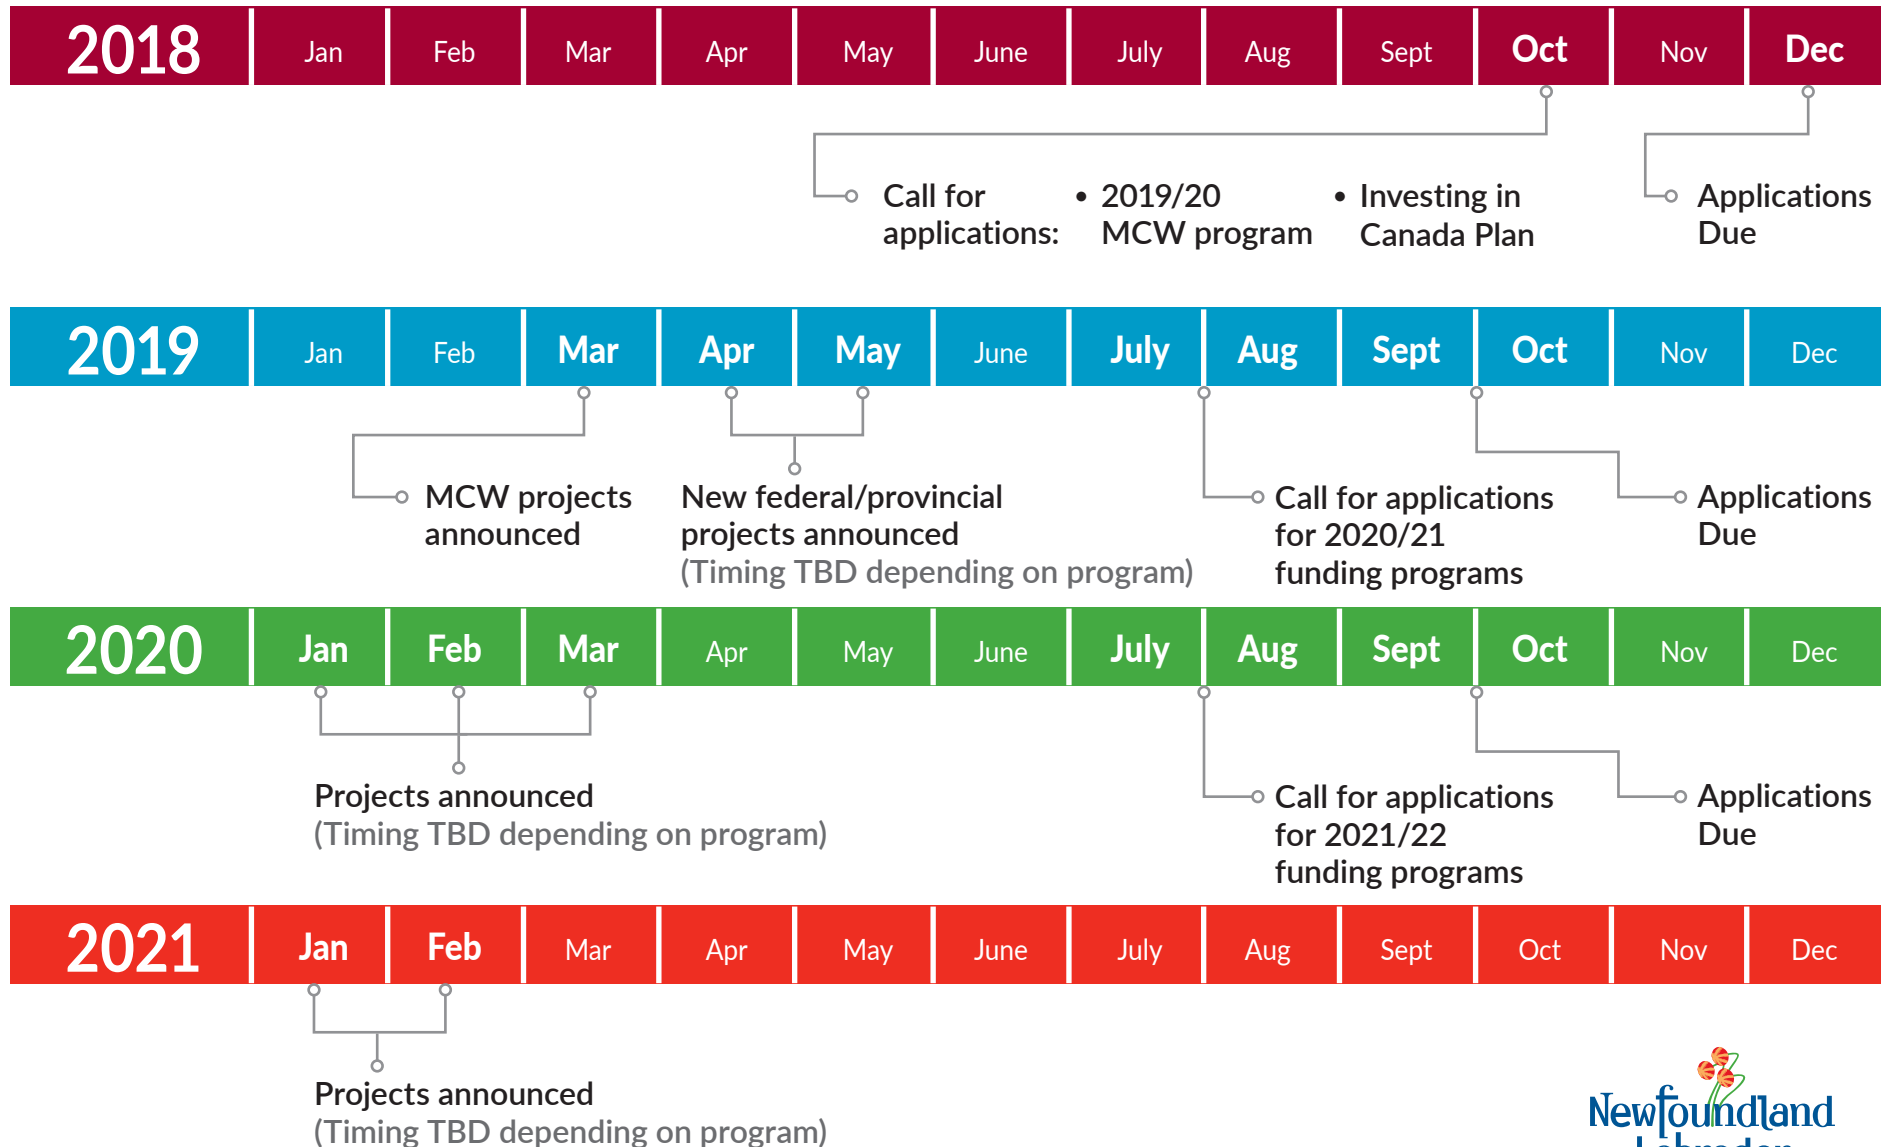 2018 Jan Feb Mar Apr May June July Aug Sept Oct Nov Dec
Call for
applications:
• 2019/20
MCW program
• Investing in
Canada Plan
Applications
Due
2019 Jan Feb Mar Apr May June July Aug Sept Oct Nov Dec
MCW projects
announced
New federal/provincial
projects announced
(Timing TBD depending on program)
Call for applications
for 2020/21
funding programs
Applications
Due
2020 Jan Feb Mar Apr May June July Aug Sept Oct Nov Dec
Projects announced
(Timing TBD depending on program)
Call for applications
for 2021/22
funding programs
Applications
Due
2021 Jan Feb Mar Apr May June July Aug Sept Oct Nov Dec
Projects announced
(Timing TBD depending on program)
Newfoundland
Labrador